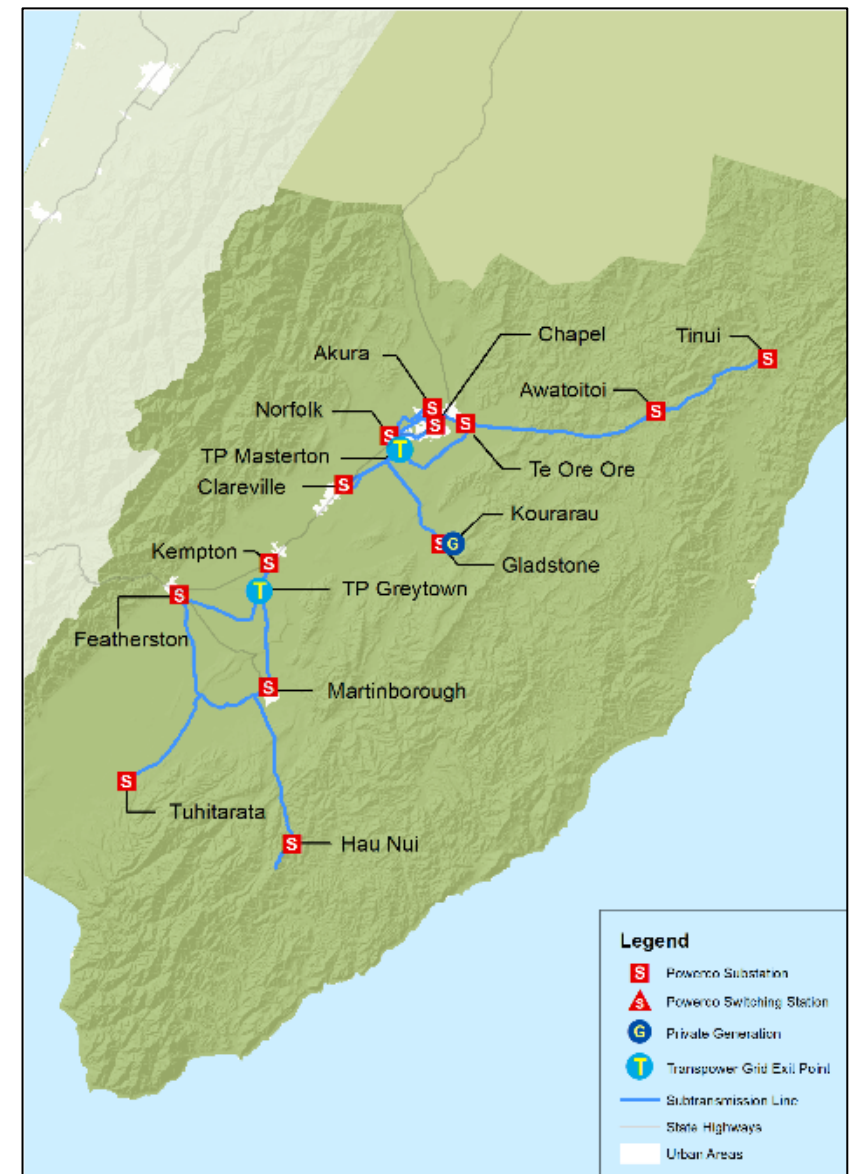 Chapel
Tinui
Akura
Awatoitoi
Norfolk
TP Masterton
Te Ore Ore
Clareville
Kourarau
Kempton
Gladstone
TP Greytown
Featherston
Martinborough
Tuhitarata
Hau Nui
S
S
S
S
S
S
T
S
S
G
S
T
S
S
S
S
Legend
S Powerco Substation
S Powerco Switching Station
G Private Generation
T Transpower Grid Exit Point
Subtransmission Line
State Highways
Urban Areas